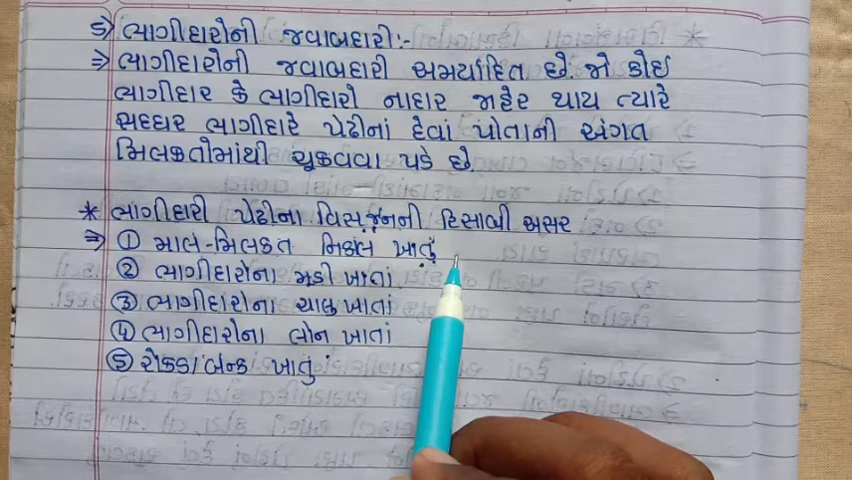 ડ) ભાગીદારોની જવાબદારી:-
⇒ ભાગીદારોની જવાબદારી અમર્યાદિત છે. જો કોઈ
ભાગીદાર કે ભાગીદારો નાદાર જાહેર થાય ત્યારે
સધ્ધર ભાગીદારે પેઢીનાં દેવાં પોતાની અંગત
મિલકતોમાંથી ચૂકવવા પડે છે.
* ભાગીદારી પેઢીના વિસર્જનની હિસાબી અસર
⇒ ① માલ-મિલકત નિકાલ ખાતું
② ભાગીદારોના મૂડી ખાતાં
③ ભાગીદારોના ચાલુ ખાતાં
④ ભાગીદારોના લોન ખાતાં
⑤ રોકડ/બેન્ક ખાતું